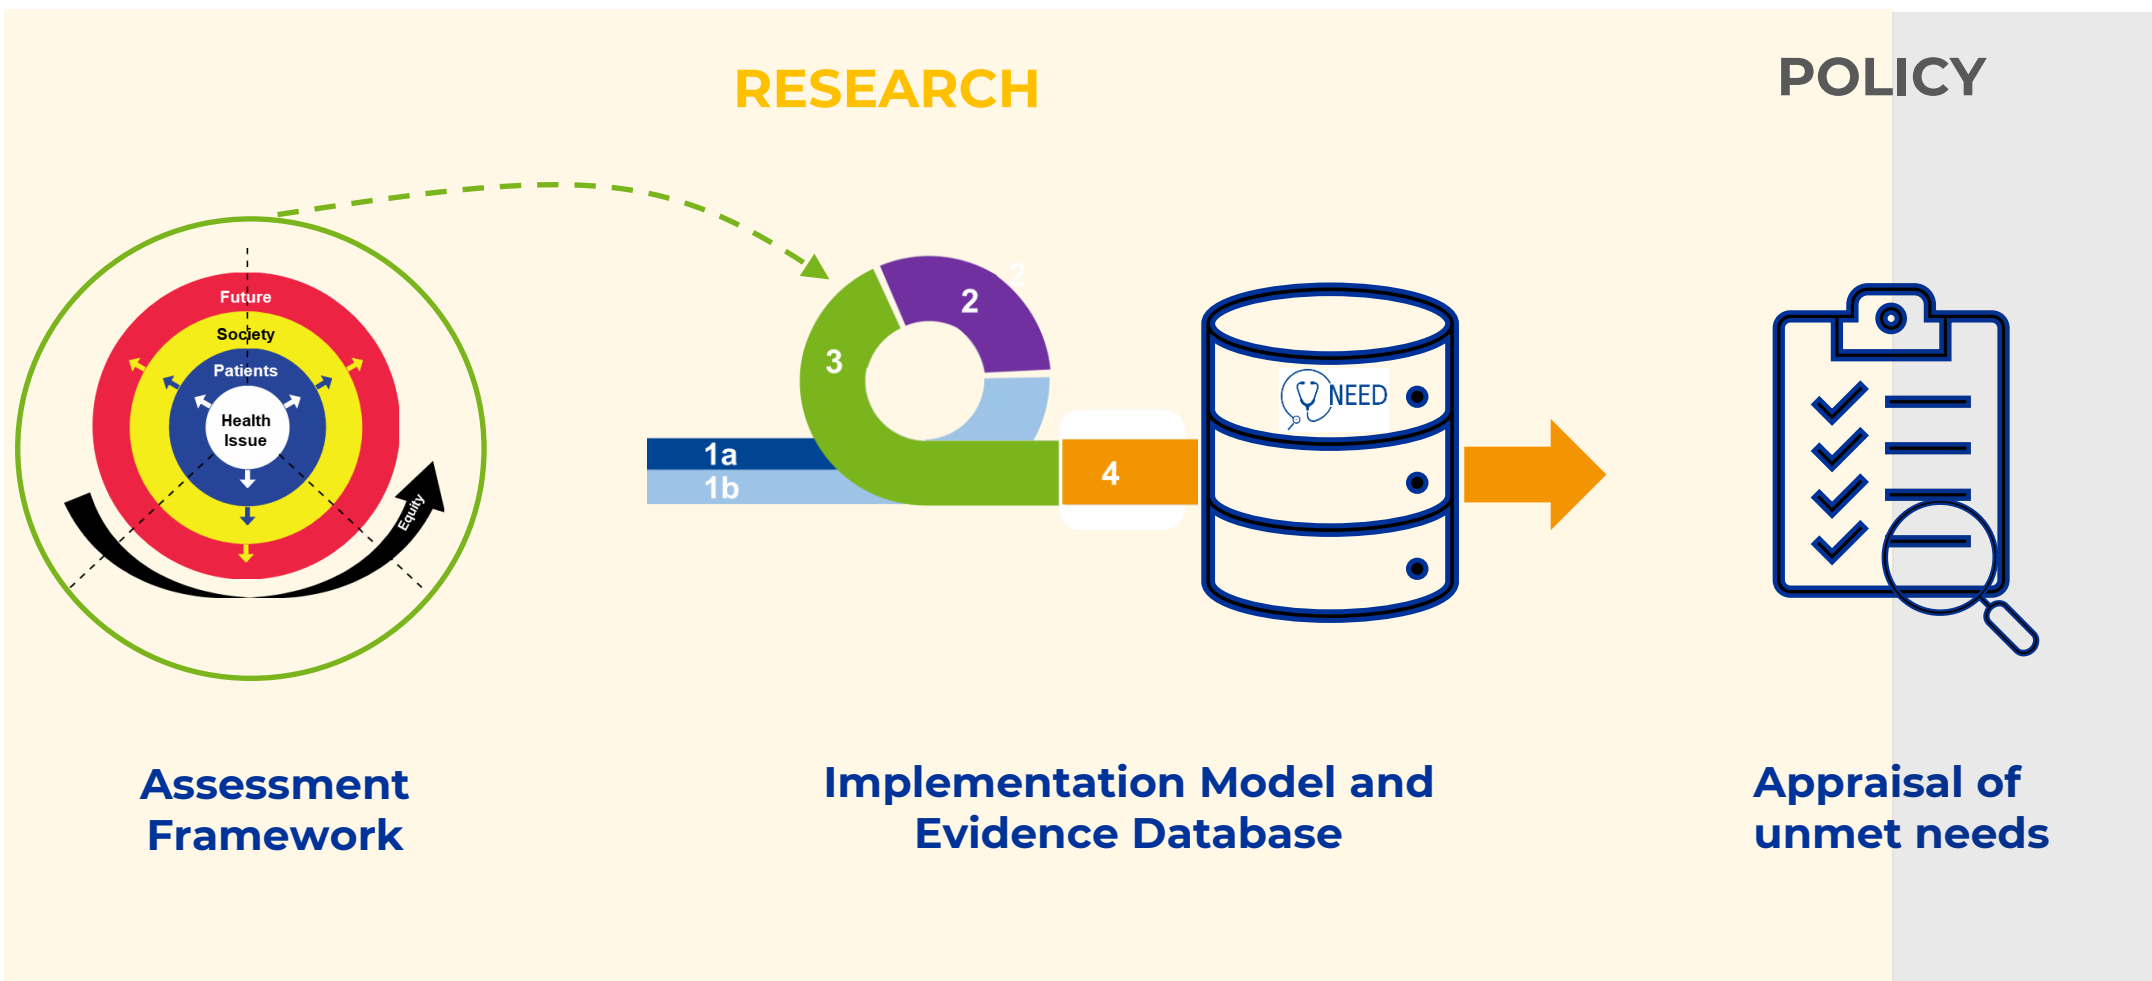 RESEARCH
POLICY
Future
Society
Patients
Health
Issue
Equity
2
2
3
1a
1b
4
NEED
Assessment
Framework
Implementation Model and
Evidence Database
Appraisal of
unmet needs